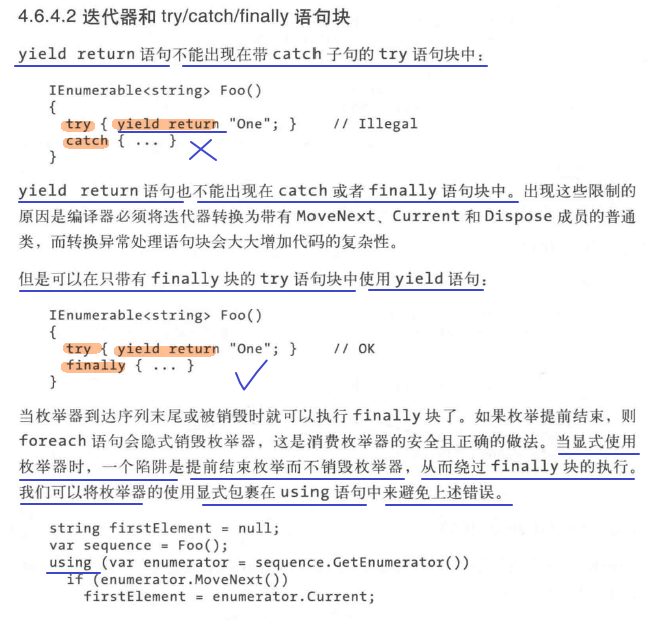 4.6.4.2 迭代器和 try/catch/finally 语句块
yield return 语句不能出现在带 catch 子句的 try 语句块中：
IEnumerable<string> Foo()
{
try { yield return "One"; }    // Illegal
catch { ... }
}
yield return 语句也不能出现在 catch 或者 finally 语句块中。出现这些限制的
原因是编译器必须将迭代器转换为带有 MoveNext、Current 和 Dispose 成员的普通
类，而转换异常处理语句块会大大增加代码的复杂性。
但是可以在只带有 finally 块的 try 语句块中使用 yield 语句：
IEnumerable<string> Foo()
{
try { yield return "One"; }    // OK
finally { ... }
}
当枚举器到达序列末尾或被销毁时就可以执行 finally 块了。如果枚举提前结束，则
foreach 语句会隐式销毁枚举器，这是消费枚举器的安全且正确的做法。当显式使用
枚举器时，一个陷阱是提前结束枚举而不销毁枚举器，从而绕过 finally 块的执行。
我们可以将枚举器的使用显式包裹在 using 语句中来避免上述错误。
string firstElement = null;
var sequence = Foo();
using (var enumerator = sequence.GetEnumerator())
if (enumerator.MoveNext())
firstElement = enumerator.Current;